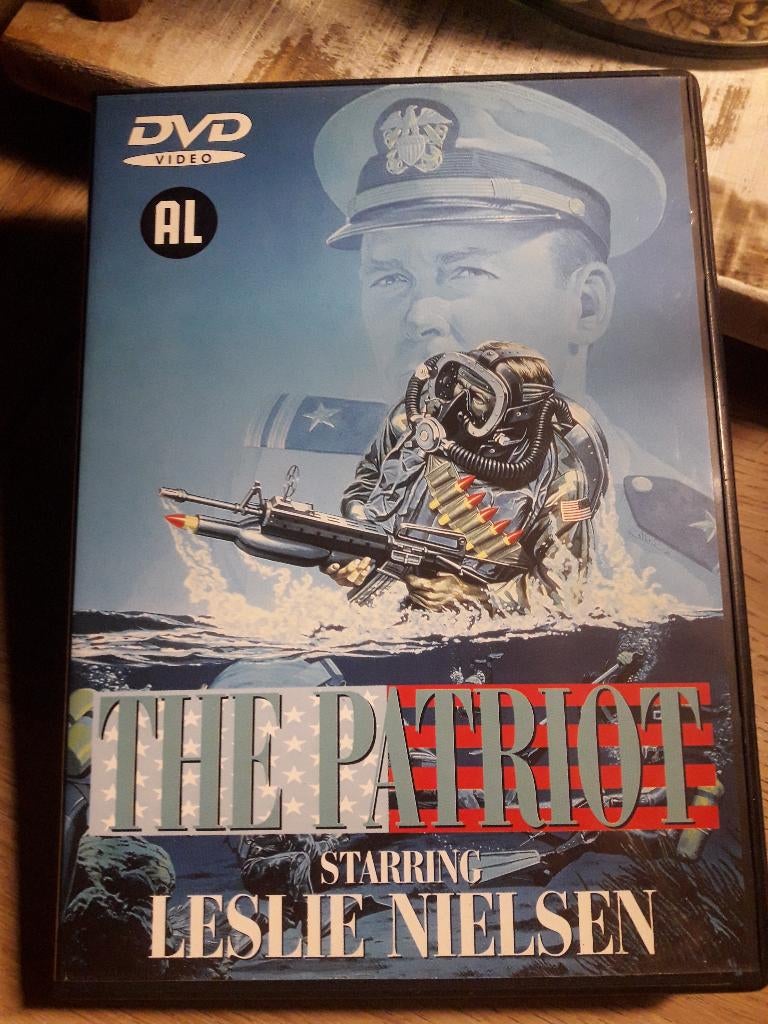 DVD
VIDEO
AL
THE PATRIOT
STARRING
LESLIE NIELSEN